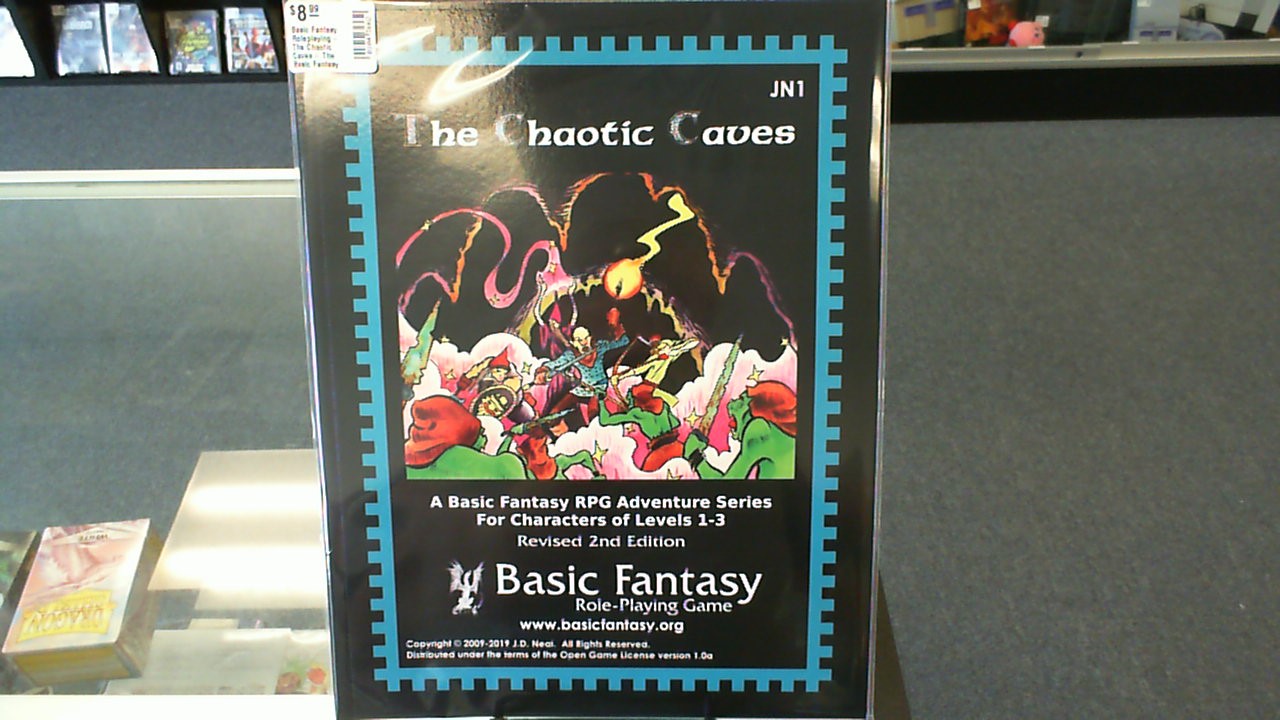 $8.99
Basic Fantasy
Roleplaying -
The Chaotic
Caves - The
Basic Fantasy
JN1
The Chaotic Caves
A Basic Fantasy RPG Adventure Series
For Characters of Levels 1-3
Revised 2nd Edition
Basic Fantasy
Role-Playing Game
www.basicfantasy.org
Copyright © 2009-2019 J.D. Neal. All Rights Reserved.
Distributed under the terms of the Open Game License version 1.0a
DRAGON